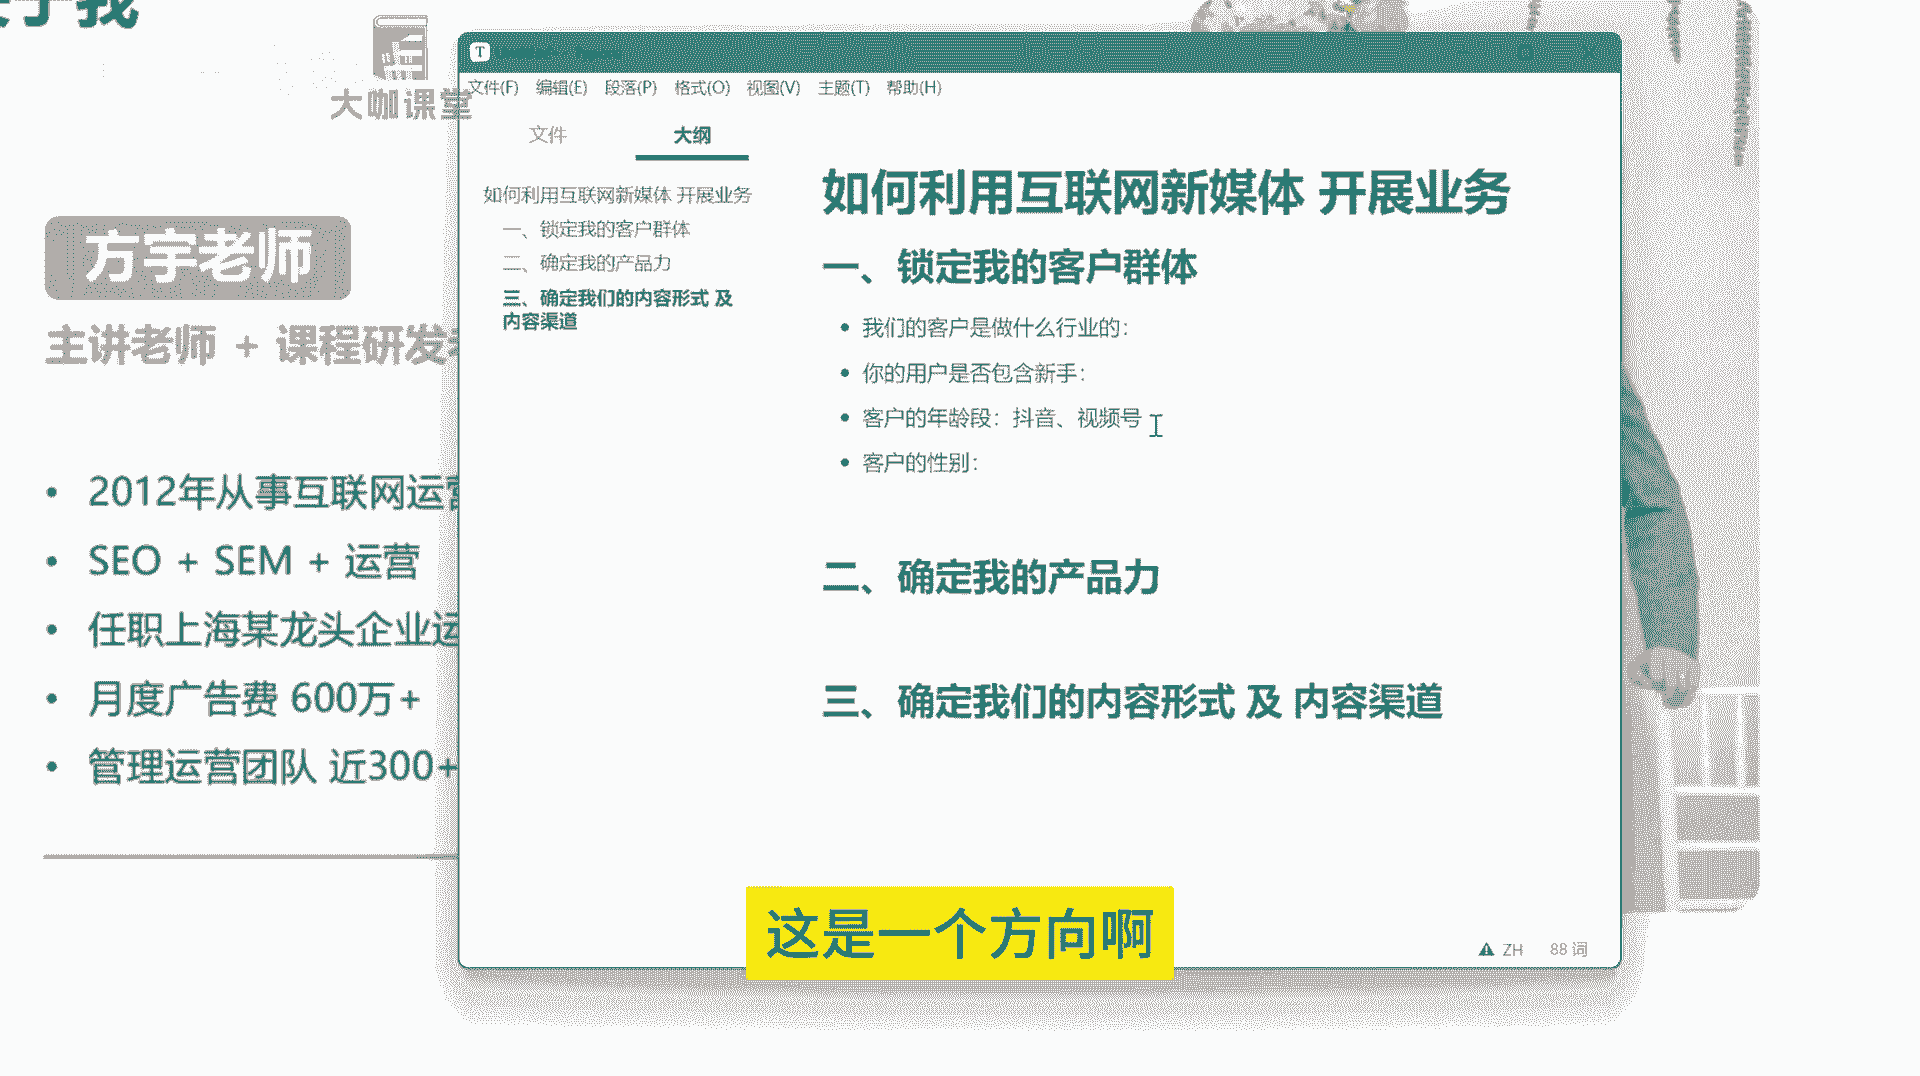 大咖课堂
方宇老师
主讲老师 + 课程研发
2012年从事互联网运营
SEO + SEM + 运营
任职上海某龙头企业运
月度广告费 600万+
管理运营团队 近300+
T
文件(F) 编辑(E) 段落(P) 格式(O) 视图(V) 主题(T) 帮助(H)
文件 大纲
如何利用互联网新媒体 开展业务
一、锁定我的客户群体
二、确定我的产品力
三、确定我们的内容形式 及
内容渠道
如何利用互联网新媒体 开展业务
一、锁定我的客户群体
我们的客户是做什么行业的：
你的用户是否包含新手：
客户的年龄段：抖音、视频号
客户的性别：
二、确定我的产品力
三、确定我们的内容形式 及 内容渠道
这是一个方向啊
ZH 88 词